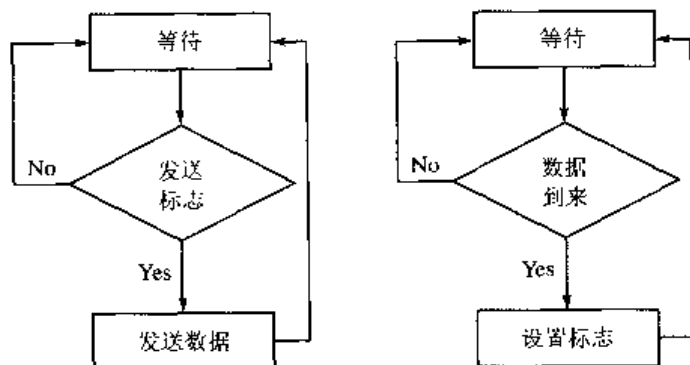 等待
No
发送
标志
Yes
发送数据
等待
No
数据
到来
Yes
设置标志